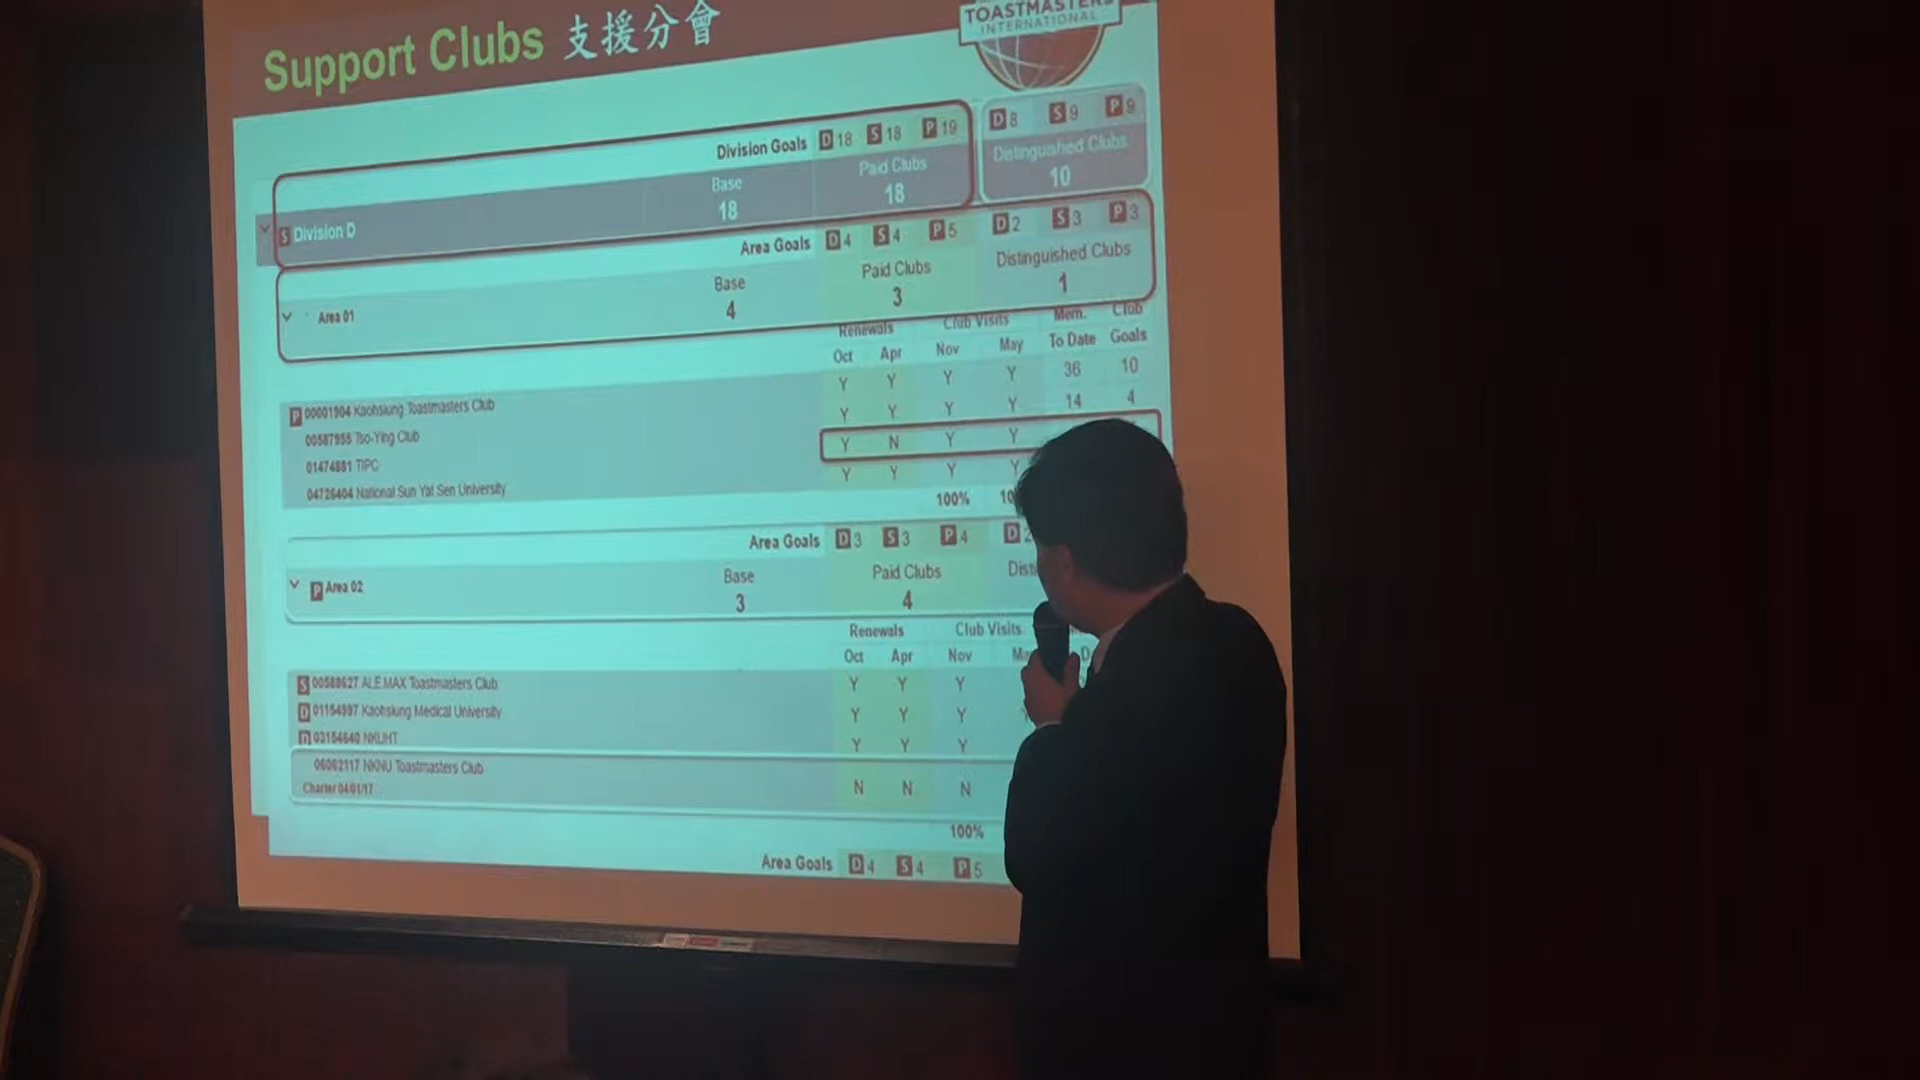 Support Clubs 支援分會
TOASTMASTERS
INTERNATIONAL
Division Goals D 18 S 18 P 19 D 8 S 9 P 9
Base Paid Clubs Distinguished Clubs
S Division D 18 18 10
Area Goals D 4 S 4 P 5 D 2 S 3 P 3
Base Paid Clubs Distinguished Clubs
Area 01 4 3 1
Renewals Club Visits Mem. Club
Oct Apr Nov May To Date Goals
P 00001904 Kaohsiung Toastmasters Club Y Y Y Y 36 10
00587955 Tso-Ying Club Y Y Y Y 14 4
01474881 TIPC Y N Y Y
04726404 National Sun Yat Sen University Y Y Y Y
100% 10
Area Goals D 3 S 3 P 4 D 2
Base Paid Clubs Disti
P Area 02 3 4
Renewals Club Visits
Oct Apr Nov Ma D
S 00588627 ALE MAX Toastmasters Club Y Y Y
D 01154997 Kaohsiung Medical University Y Y Y
D 03154640 NKUHT Y Y Y
06062117 NKNU Toastmasters Club
Charter 04/01/17 N N N
100%
Area Goals D 4 S 4 P 5